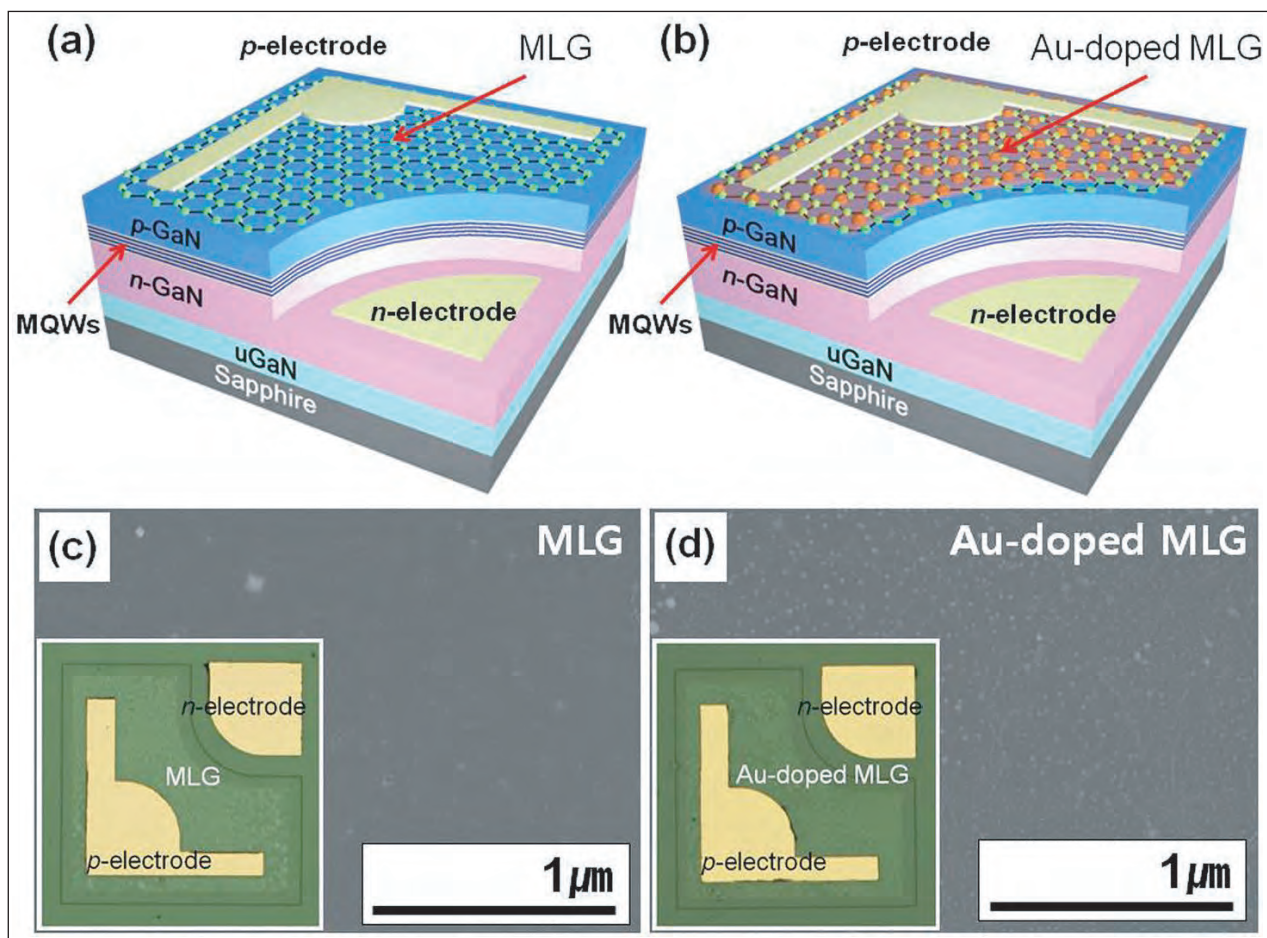 (a)
p-electrode
MLG
p-GaN
n-GaN
MQWs
n-electrode
uGaN
Sapphire
(b)
p-electrode
Au-doped MLG
p-GaN
n-GaN
MQWs
n-electrode
uGaN
Sapphire
(c)
MLG
n-electrode
MLG
p-electrode
1㎛
(d)
Au-doped MLG
n-electrode
Au-doped MLG
p-electrode
1㎛